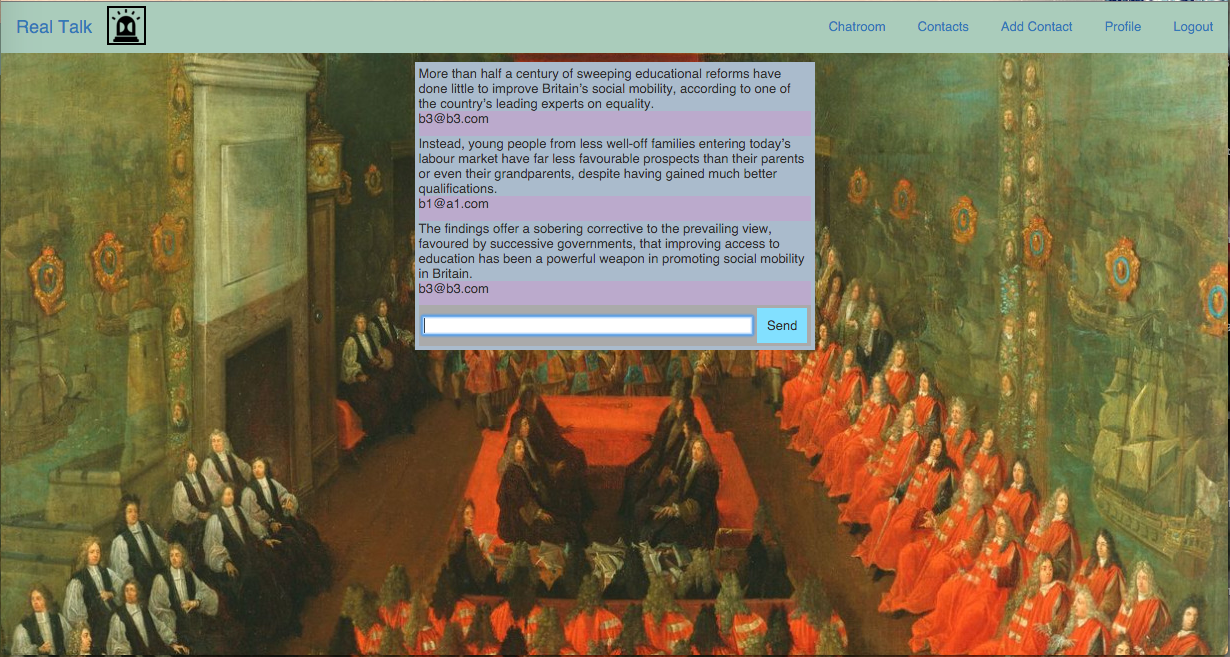 Real Talk
Chatroom
Contacts
Add Contact
Profile
Logout
More than half a century of sweeping educational reforms have
done little to improve Britain’s social mobility, according to one of
the country’s leading experts on equality.
b3@b3.com
Instead, young people from less well-off families entering today’s
labour market have far less favourable prospects than their parents
or even their grandparents, despite having gained much better
qualifications.
b1@a1.com
The findings offer a sobering corrective to the prevailing view,
favoured by successive governments, that improving access to
education has been a powerful weapon in promoting social mobility
in Britain.
b3@b3.com
Send